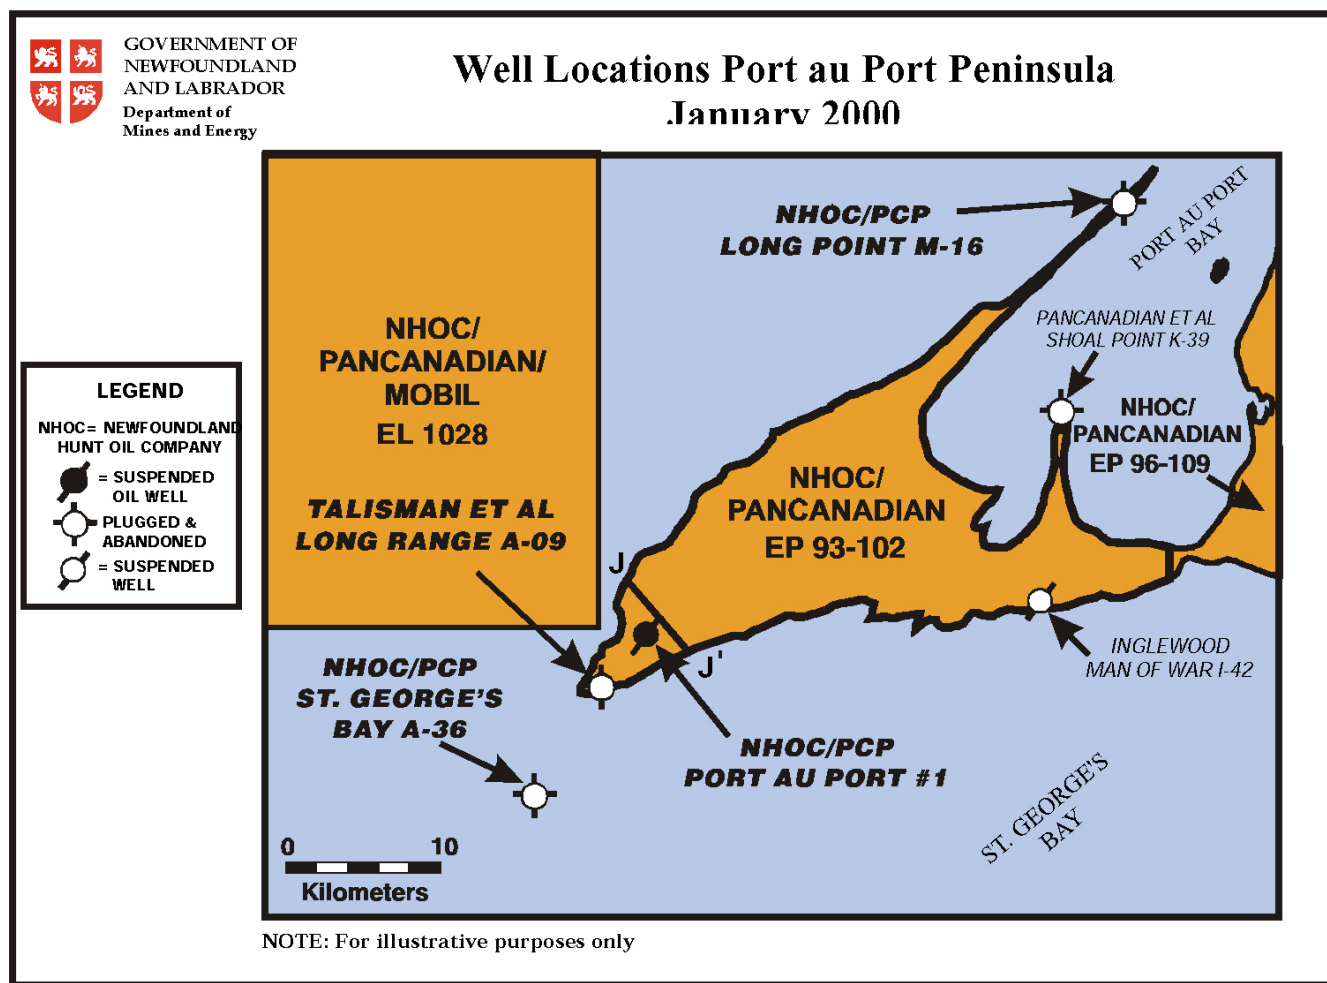 GOVERNMENT OF
NEWFOUNDLAND
AND LABRADOR
Department of
Mines and Energy
Well Locations Port au Port Peninsula
January 2000
LEGEND
NHOC= NEWFOUNDLAND
HUNT OIL COMPANY
= SUSPENDED
OIL WELL
PLUGGED &
ABANDONED
= SUSPENDED
WELL
NHOC/
PANCANADIAN/
MOBIL
EL 1028
NHOC/PCP
LONG POINT M-16
PORT AU PORT
BAY
PANCANADIAN ET AL
SHOAL POINT K-39
NHOC/
PANCANADIAN
EP 96-109
NHOC/
PANCANADIAN
EP 93-102
TALISMAN ET AL
LONG RANGE A-09
J
J'
NHOC/PCP
ST. GEORGE'S
BAY A-36
NHOC/PCP
PORT AU PORT #1
INGLEWOOD
MAN OF WAR I-42
ST. GEORGE'S
BAY
0 10
Kilometers
NOTE: For illustrative purposes only